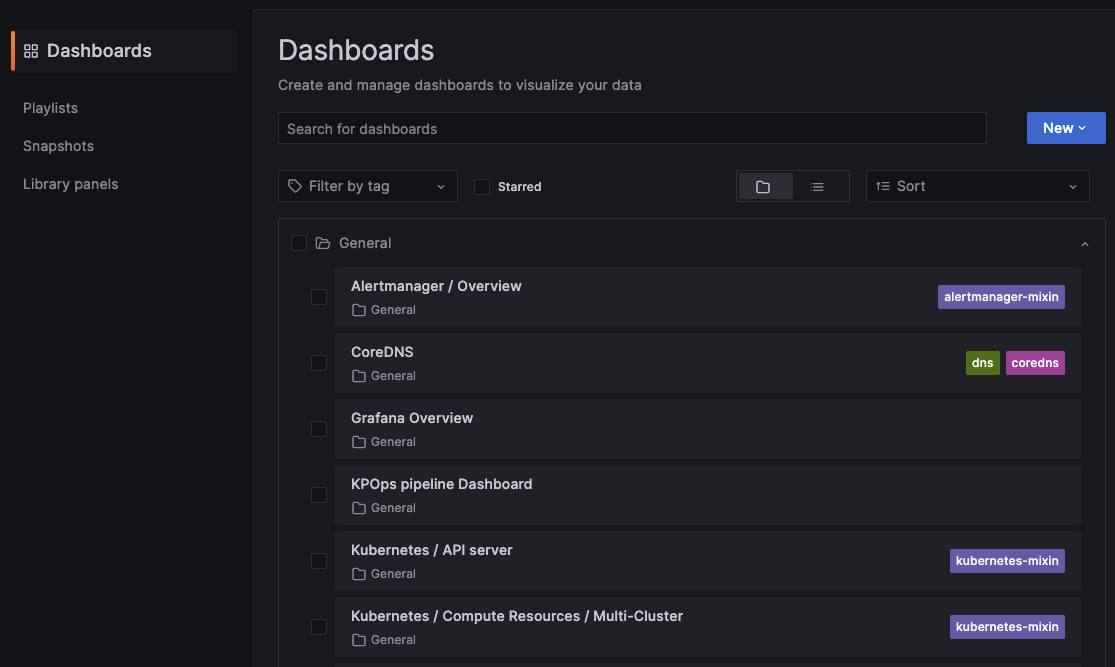 Dashboards
Playlists
Snapshots
Library panels
Dashboards
Create and manage dashboards to visualize your data
Search for dashboards
New
Filter by tag
Starred
Sort
General
Alertmanager / Overview
General
alertmanager-mixin
CoreDNS
General
dns
coredns
Grafana Overview
General
KPOps pipeline Dashboard
General
Kubernetes / API server
General
kubernetes-mixin
Kubernetes / Compute Resources / Multi-Cluster
General
kubernetes-mixin